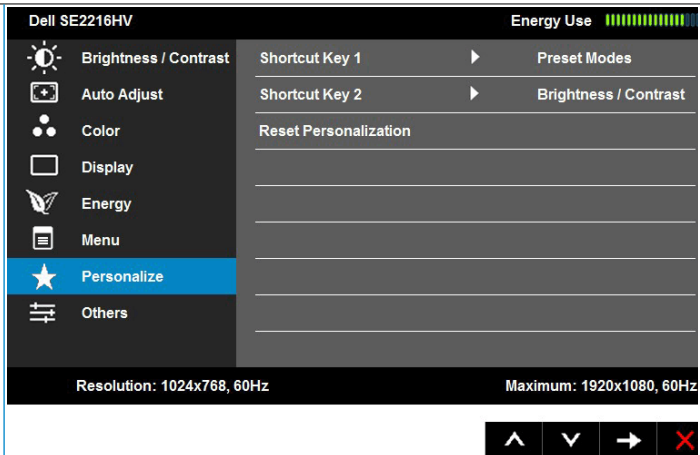 Dell SE2216HV Energy Use
Brightness / Contrast Shortcut Key 1 Preset Modes
Auto Adjust Shortcut Key 2 Brightness / Contrast
Color Reset Personalization
Display
Energy
Menu
Personalize
Others
Resolution: 1024x768, 60Hz Maximum: 1920x1080, 60Hz